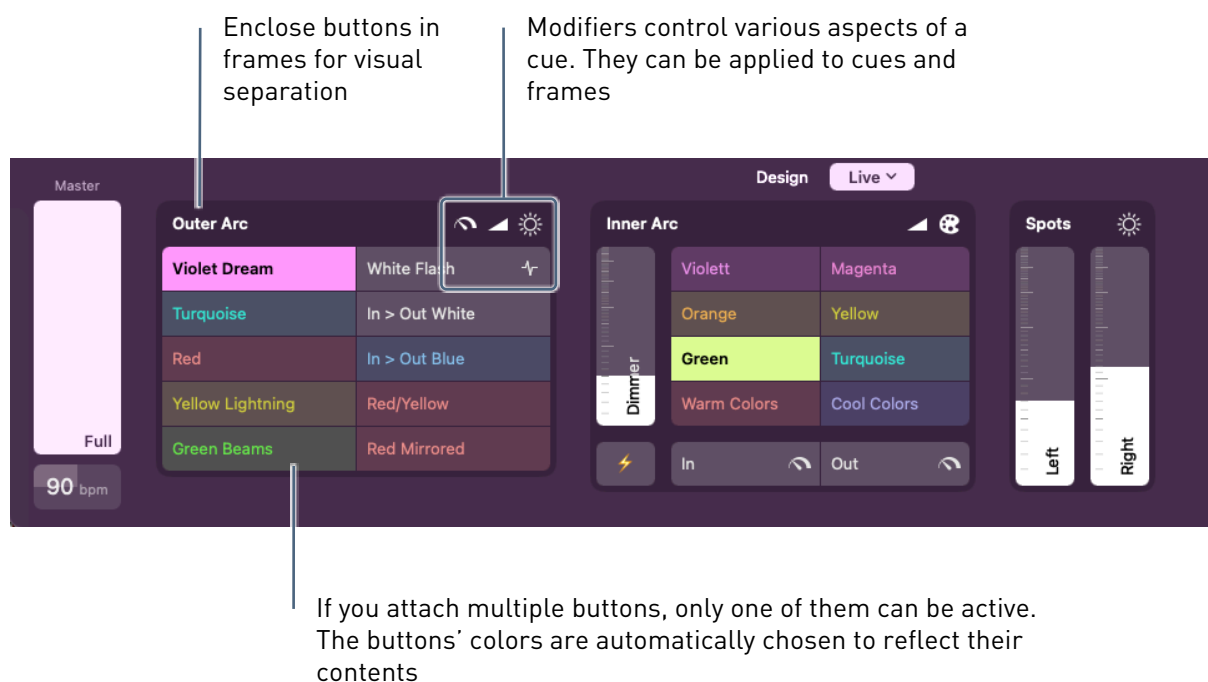 Enclose buttons in
frames for visual
separation
Modifiers control various aspects of a
cue. They can be applied to cues and
frames
Master
Design
Live
Outer Arc
Inner Arc
Spots
Violet Dream
White Flash
Violett
Magenta
Turquoise
In > Out White
Orange
Yellow
Red
In > Out Blue
Green
Turquoise
Dimmer
Yellow Lightning
Red/Yellow
Warm Colors
Cool Colors
Full
Green Beams
Red Mirrored
In
Out
Left
Right
90 bpm
If you attach multiple buttons, only one of them can be active.
The buttons’ colors are automatically chosen to reflect their
contents